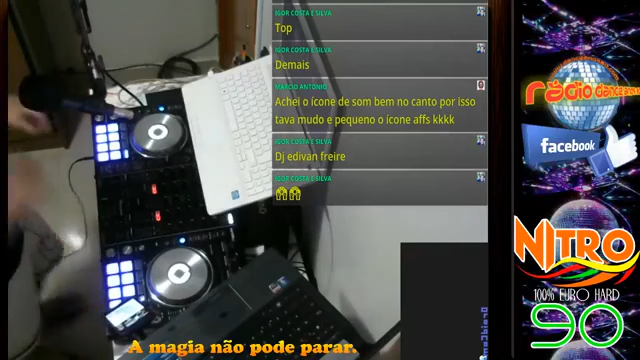 IGOR COSTA E SILVA
Top
IGOR COSTA E SILVA
Demais
MARCIO ANTONIO
Achei o ícone de som bem no canto por isso
tava mudo e pequeno o ícone affs kkkk
IGOR COSTA E SILVA
Dj edivan freire
IGOR COSTA E SILVA
rádio dance
facebook
NITRO
100% EURO HARD
90
A magia não pode parar.